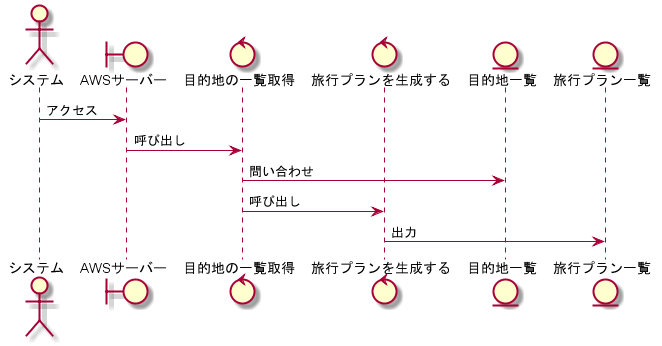 システム AWSサーバー 目的地の一覧取得 旅行プランを生成する 目的地一覧 旅行プラン一覧
アクセス
呼び出し
問い合わせ
呼び出し
出力
システム AWSサーバー 目的地の一覧取得 旅行プランを生成する 目的地一覧 旅行プラン一覧